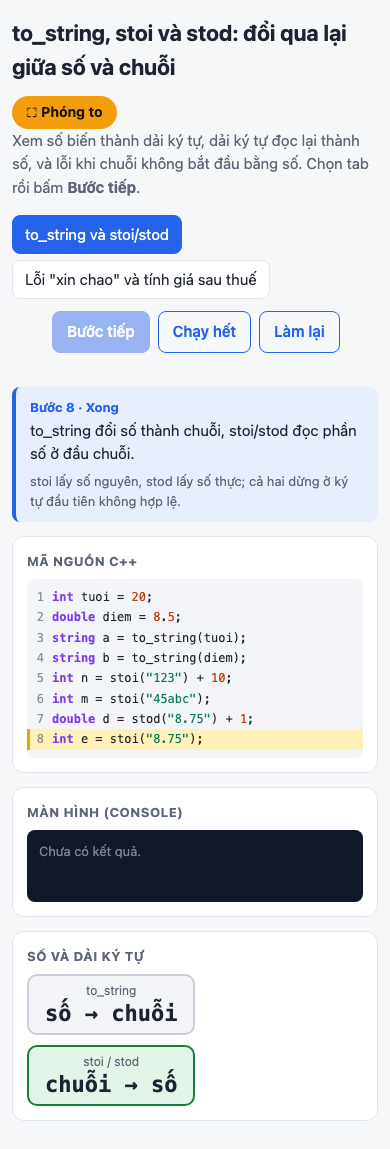 to_string, stoi và stod: đổi qua lại
giữa số và chuỗi
⛶ Phóng to
Xem số biến thành dải ký tự, dải ký tự đọc lại thành
số, và lỗi khi chuỗi không bắt đầu bằng số. Chọn tab
rồi bấm Bước tiếp.
to_string và stoi/stod
Lỗi "xin chao" và tính giá sau thuế
Bước tiếp
Chạy hết
Làm lại
Bước 8 · Xong
to_string đổi số thành chuỗi, stoi/stod đọc phần
số ở đầu chuỗi.
stoi lấy số nguyên, stod lấy số thực; cả hai dừng ở ký
tự đầu tiên không hợp lệ.
MÃ NGUỒN C++
1 int tuoi = 20;
2 double diem = 8.5;
3 string a = to_string(tuoi);
4 string b = to_string(diem);
5 int n = stoi("123") + 10;
6 int m = stoi("45abc");
7 double d = stod("8.75") + 1;
8 int e = stoi("8.75");
MÀN HÌNH (CONSOLE)
Chưa có kết quả.
SỐ VÀ DẢI KÝ TỰ
to_string
số → chuỗi
stoi / stod
chuỗi → số